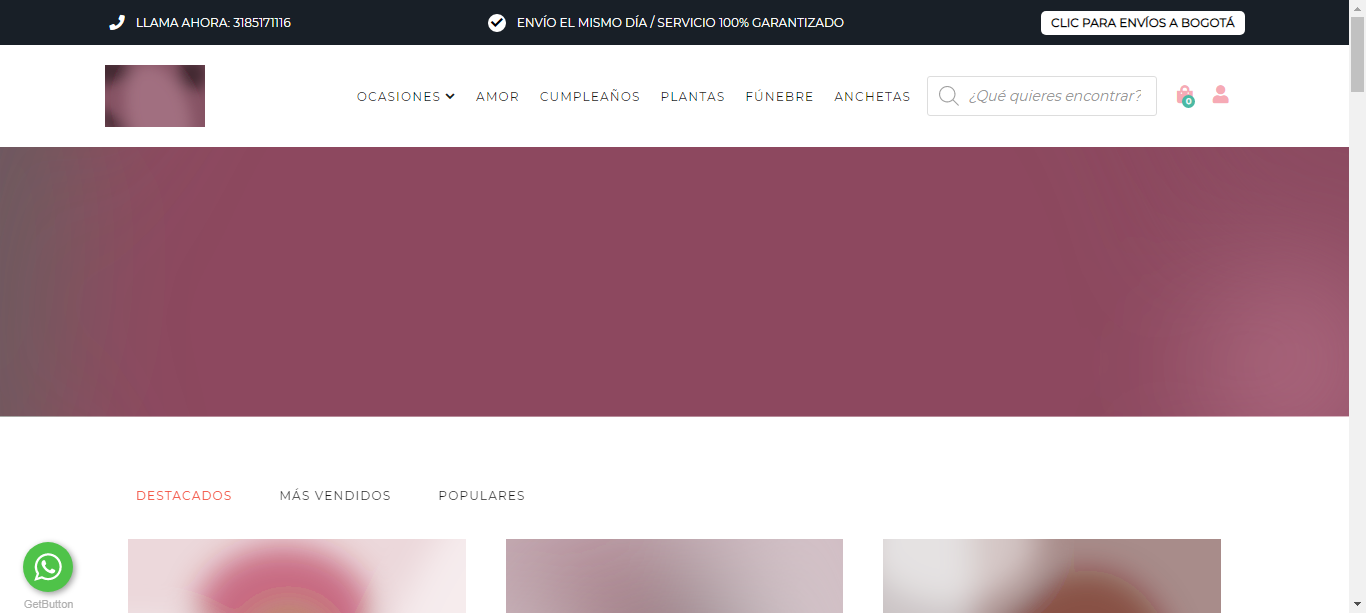 LLAMA AHORA: 3185171116
ENVÍO EL MISMO DÍA / SERVICIO 100% GARANTIZADO
CLIC PARA ENVÍOS A BOGOTÁ
OCASIONES
AMOR
CUMPLEAÑOS
PLANTAS
FÚNEBRE
ANCHETAS
¿Qué quieres encontrar?
0
DESTACADOS
MÁS VENDIDOS
POPULARES
GetButton